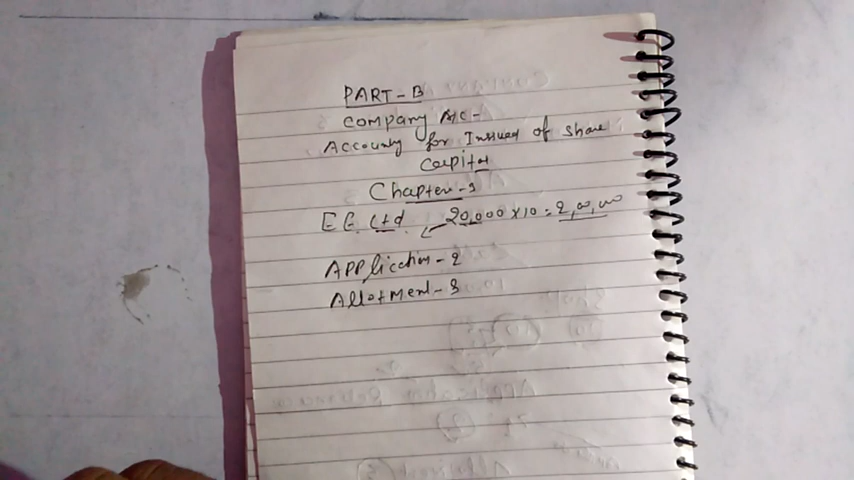 PART-B
Company A/C-
Accounting for Issued of Share
Capital
Chapter-
E.G. Ltd. 20,000 x 10 = 2,00,000
Application - 2
Allotment - 3